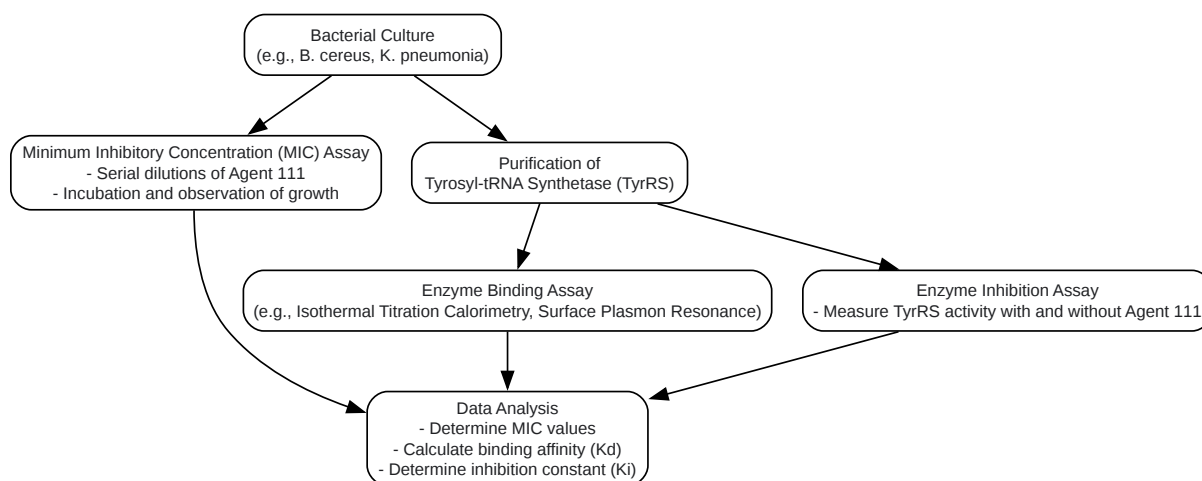 Bacterial Culture
(e.g., B. cereus, K. pneumonia)
Minimum Inhibitory Concentration (MIC) Assay
- Serial dilutions of Agent 111
- Incubation and observation of growth
Purification of
Tyrosyl-tRNA Synthetase (TyrRS)
Enzyme Binding Assay
(e.g., Isothermal Titration Calorimetry, Surface Plasmon Resonance)
Enzyme Inhibition Assay
- Measure TyrRS activity with and without Agent 111
Data Analysis
- Determine MIC values
- Calculate binding affinity (Kd)
- Determine inhibition constant (Ki)